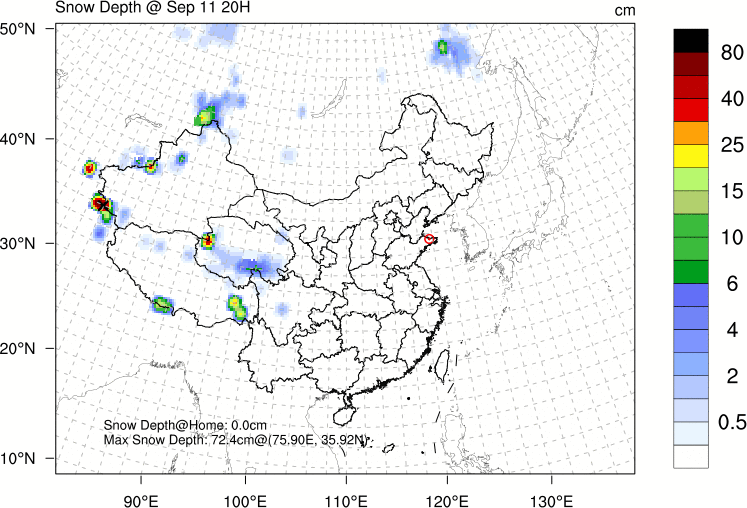 Snow Depth @ Sep 11 20H
cm
50°N
40°N
30°N
20°N
10°N
90°E
100°E
110°E
120°E
130°E
80
40
25
15
10
6
4
2
0.5
Snow Depth@Home: 0.0cm
Max Snow Depth: 72.4cm@(75.90E, 35.92N)